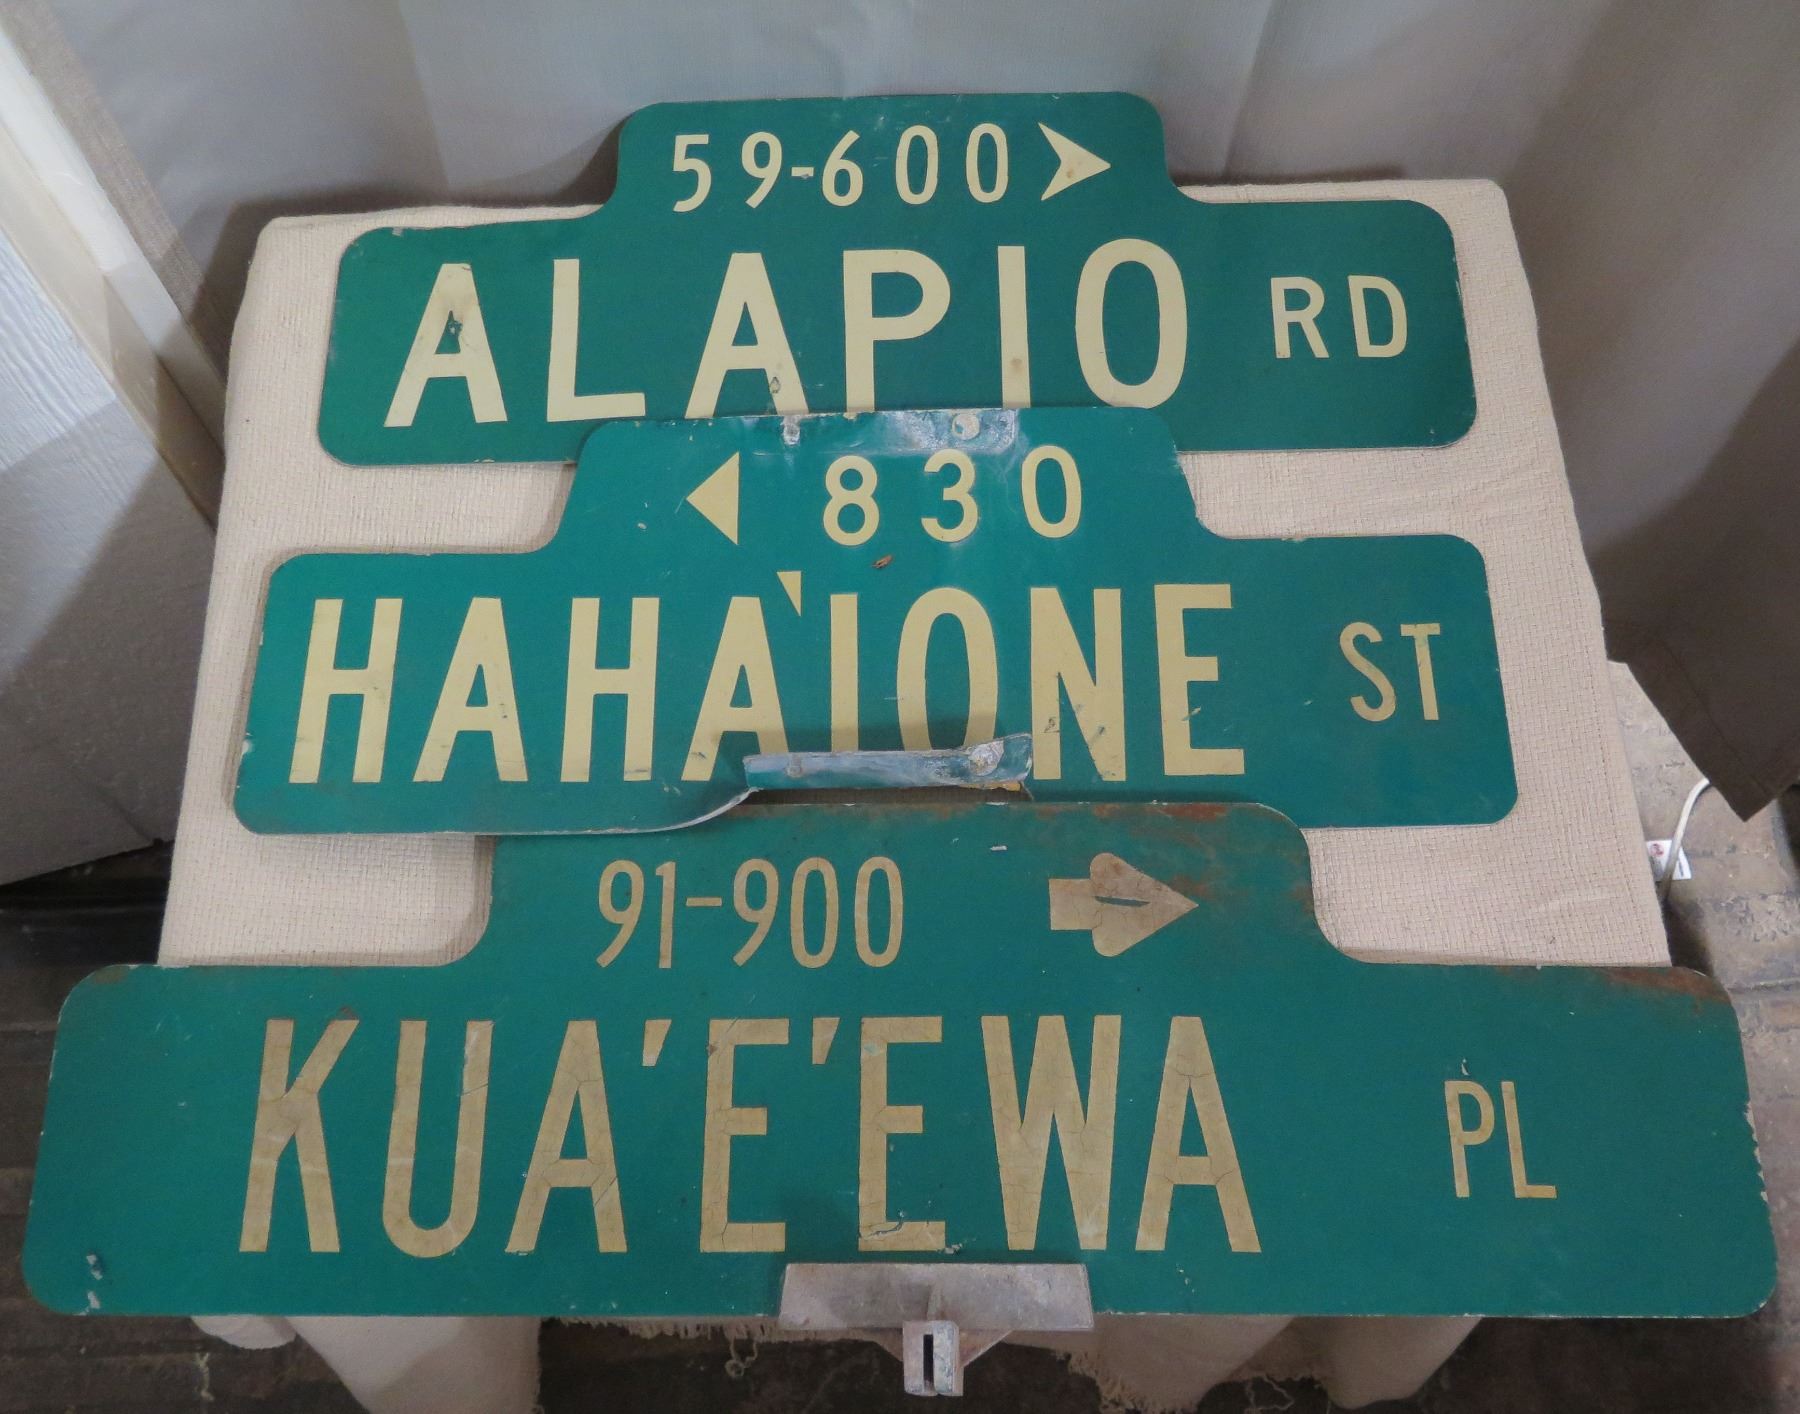 59-600
ALAPIO RD
830
HAHA'IONE ST
91-900
KUA'E'EWA PL